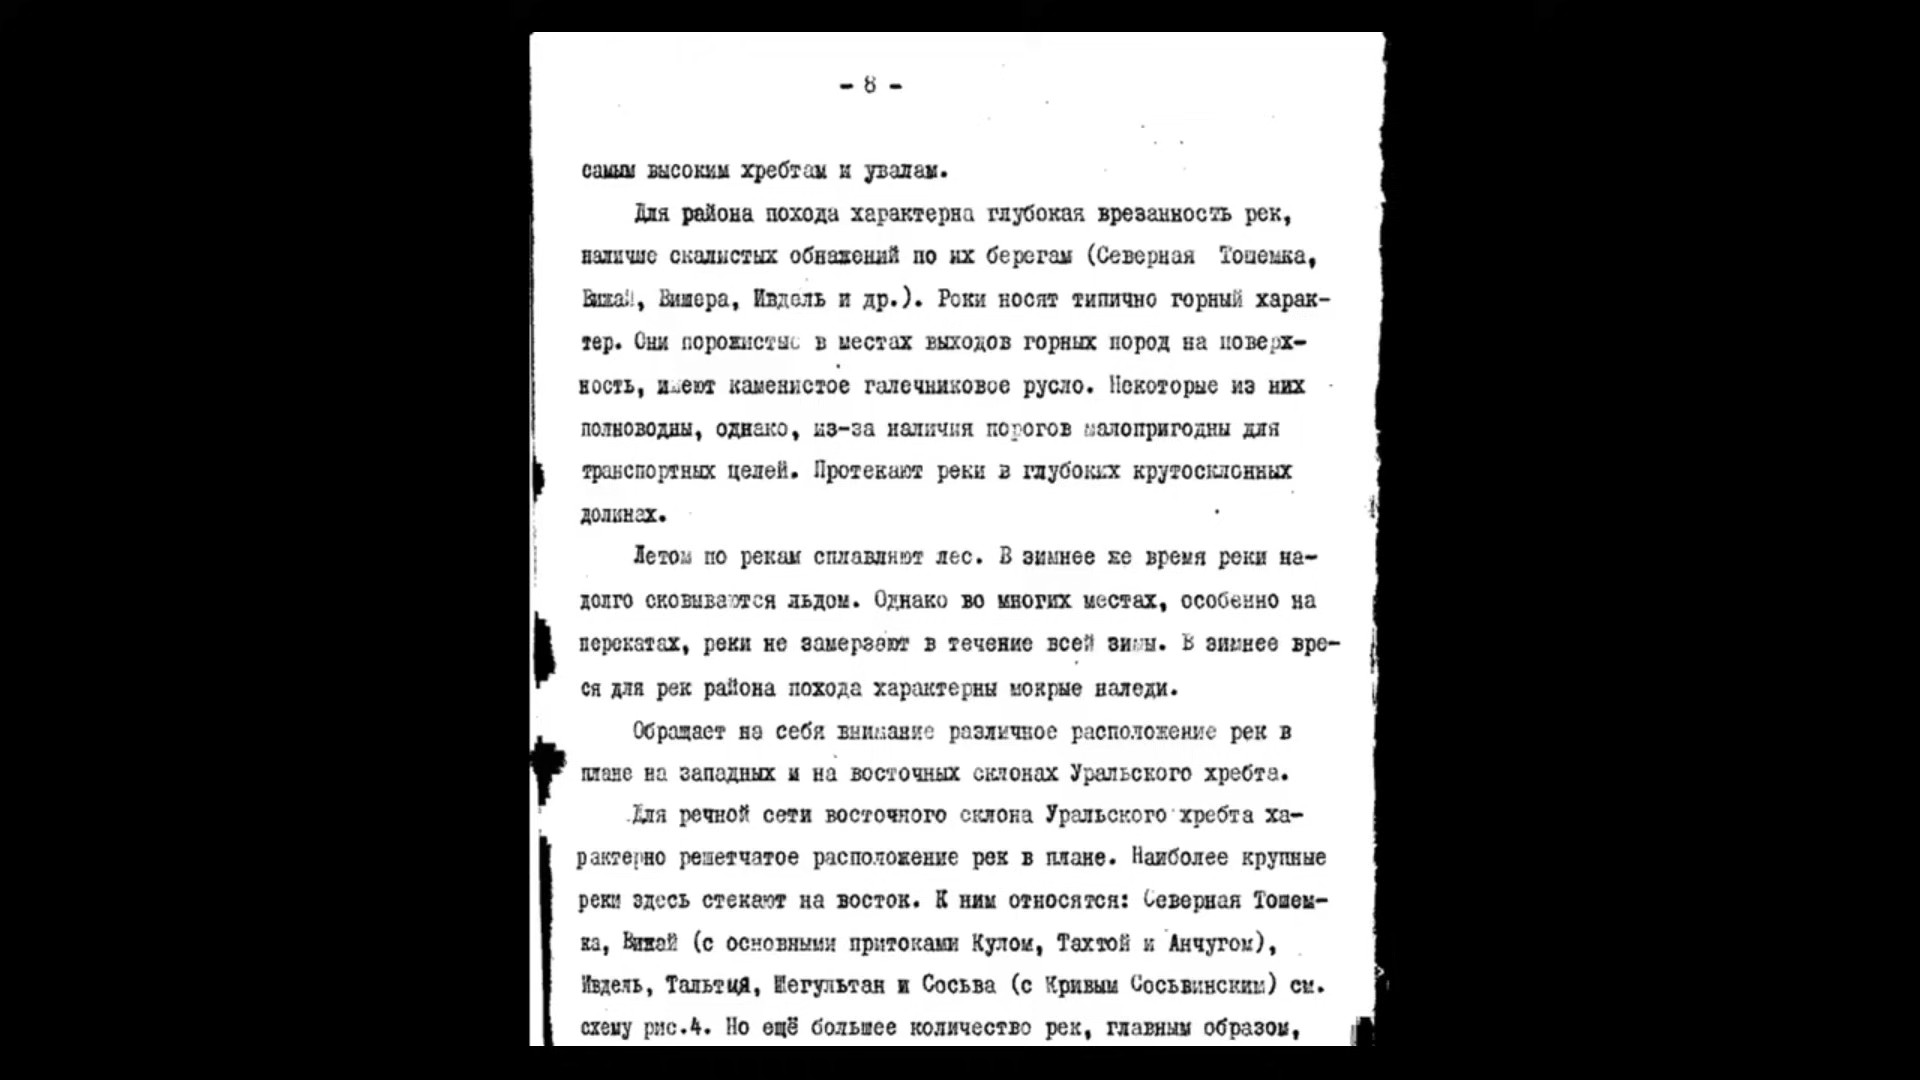 - 8 -
самым высоким хребтам и увалам.
Для района похода характерна глубокая врезанность рек,
наличие скалистых обнажений по их берегам (Северная Тошемка,
Вижай, Вишера, Ивдель и др.). Реки носят типично горный харак-
тер. Они порожистые в местах выходов горных пород на поверх-
ность, имеют каменистое галечниковое русло. Некоторые из них
полноводны, однако, из-за наличия порогов малопригодны для
транспортных целей. Протекают реки в глубоких крутосклонных
долинах.
Летом по рекам сплавляют лес. В зимнее же время реки на-
долго сковываются льдом. Однако во многих местах, особенно на
перекатах, реки не замерзают в течение всей зимы. В зимнее вре-
ся для рек района похода характерны мокрые наледи.
Обращает на себя внимание различное расположение рек в
плане на западных и на восточных склонах Уральского хребта.
Для речной сети восточного склона Уральского хребта ха-
рактерно решетчатое расположение рек в плане. Наиболее крупные
реки здесь стекают на восток. К ним относятся: Северная Тошем-
ка, Вижай (с основными притоками Кулом, Тахтой и Анчугом),
Ивдель, Тальтия, Шегультан и Сосьва (с Кривым Сосьвинским) см.
схему рис.4. Но ещё большее количество рек, главным образом,